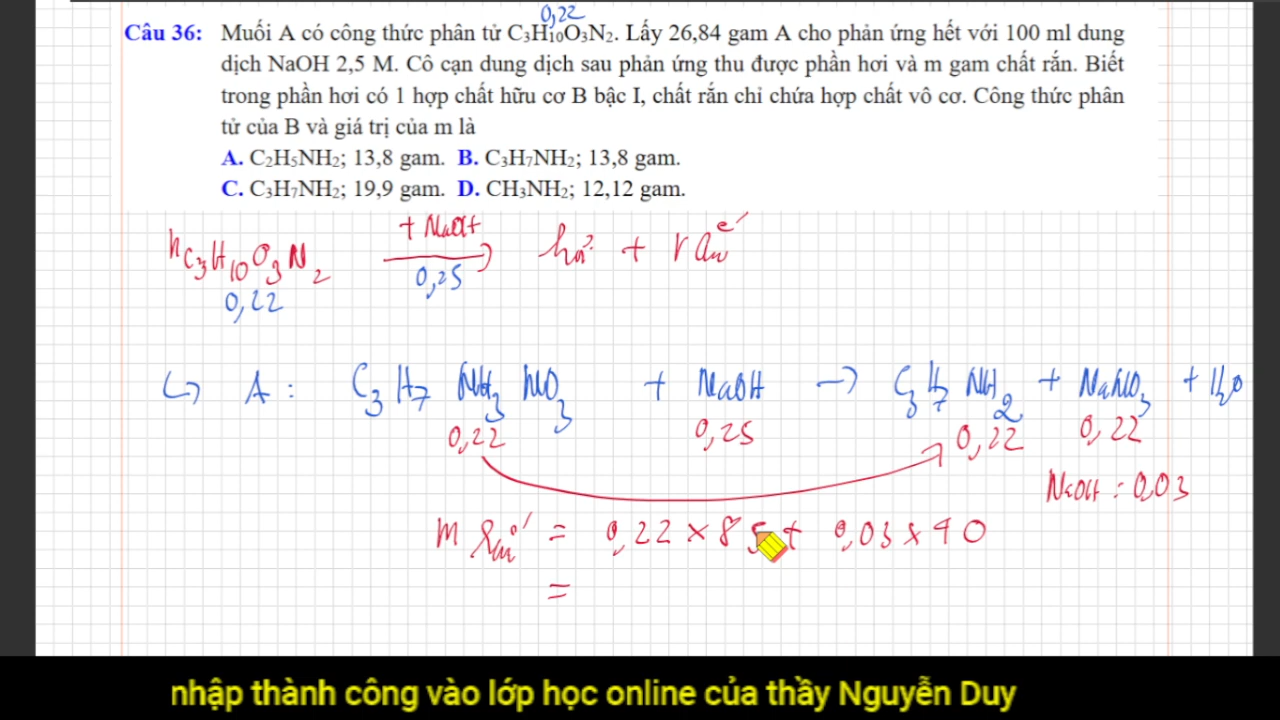 0,22
Câu 36: Muối A có công thức phân tử C₃H₁₀O₃N₂. Lấy 26,84 gam A cho phản ứng hết với 100 ml dung
dịch NaOH 2,5 M. Cô cạn dung dịch sau phản ứng thu được phần hơi và m gam chất rắn. Biết
trong phần hơi có 1 hợp chất hữu cơ B bậc I, chất rắn chỉ chứa hợp chất vô cơ. Công thức phân
tử của B và giá trị của m là
A. C₂H₅NH₂; 13,8 gam. B. C₃H₇NH₂; 13,8 gam.
C. C₃H₇NH₂; 19,9 gam. D. CH₃NH₂; 12,12 gam.
n C₃H₁₀O₃N₂ + NaOH → hơi + rắn
0,22 0,25
↪ A : C₃H₇NH₃NO₃ + NaOH → C₃H₇NH₂ + NaNO₃ + H₂O
0,22 0,25 0,22 0,22
NaOH : 0,03
m rắn = 0,22 × 85 + 0,03 × 40
=
nhập thành công vào lớp học online của thầy Nguyễn Duy